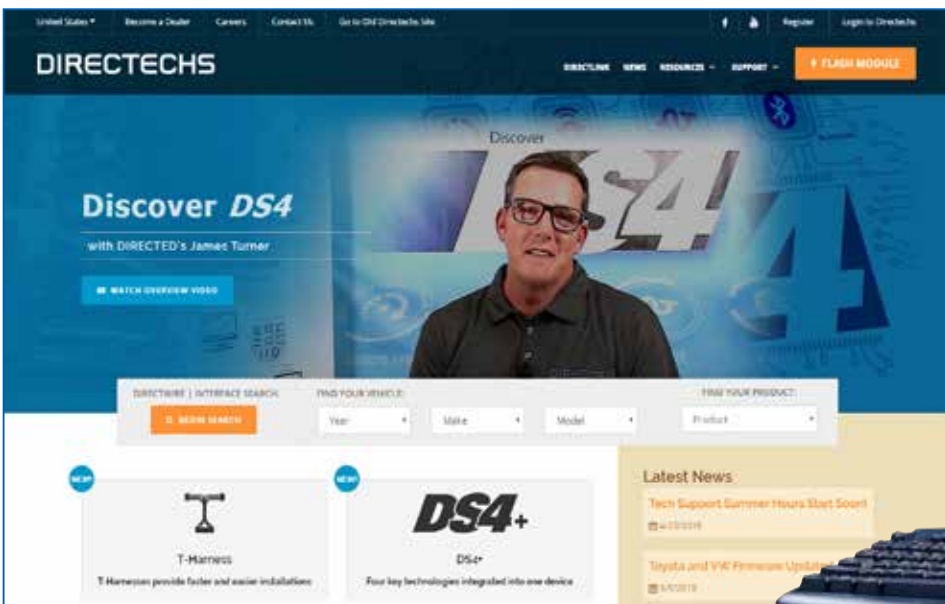 United States
Become a Dealer
Careers
Contact Us
Go to Old Directechs Site
Register
Login to Directechs
DIRECTECHS
DIRECTLINK
NEWS
RESOURCES
SUPPORT
FLASH MODULE
Discover
DS4
Discover DS4
with DIRECTED's James Turner
WATCH OVERVIEW VIDEO
4
DIRECTWIRE | INTERFACE SEARCH:
FIND YOUR VEHICLE:
FIND YOUR PRODUCT:
BEGIN SEARCH
Year
Make
Model
Product
NEW!
NEW!
DS4+
T-Harness
T-Harnesses provide faster and easier installations
DS4+
Four key technologies integrated into one device
Latest News
Tech Support Summer Hours Start Soon!
Toyota and VW Firmware